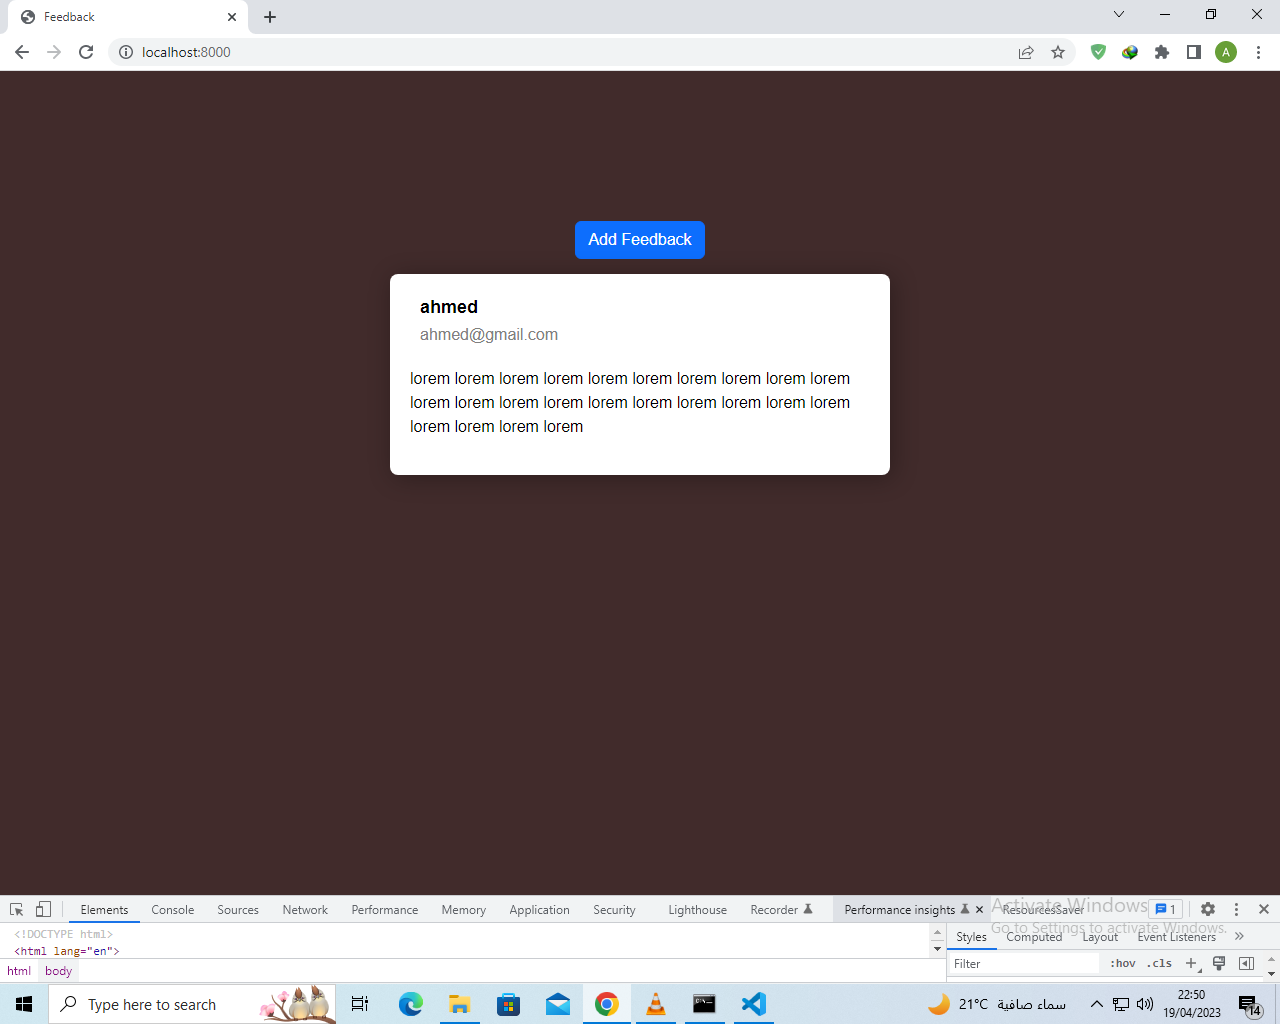 Feedback
localhost:8000
A
Add Feedback
ahmed
ahmed@gmail.com
lorem lorem lorem lorem lorem lorem lorem lorem lorem lorem
lorem lorem lorem lorem lorem lorem lorem lorem lorem lorem
lorem lorem lorem lorem
Elements Console Sources Network Performance Memory Application Security Lighthouse Recorder Performance insights ResourcesSaver 1
Activate Windows
Go to Settings to activate Windows.
<!DOCTYPE html>
<html lang="en">
html body
Styles Computed Layout Event Listeners
Filter :hov .cls
Type here to search
21°C سماء صافية
22:50
19/04/2023
14